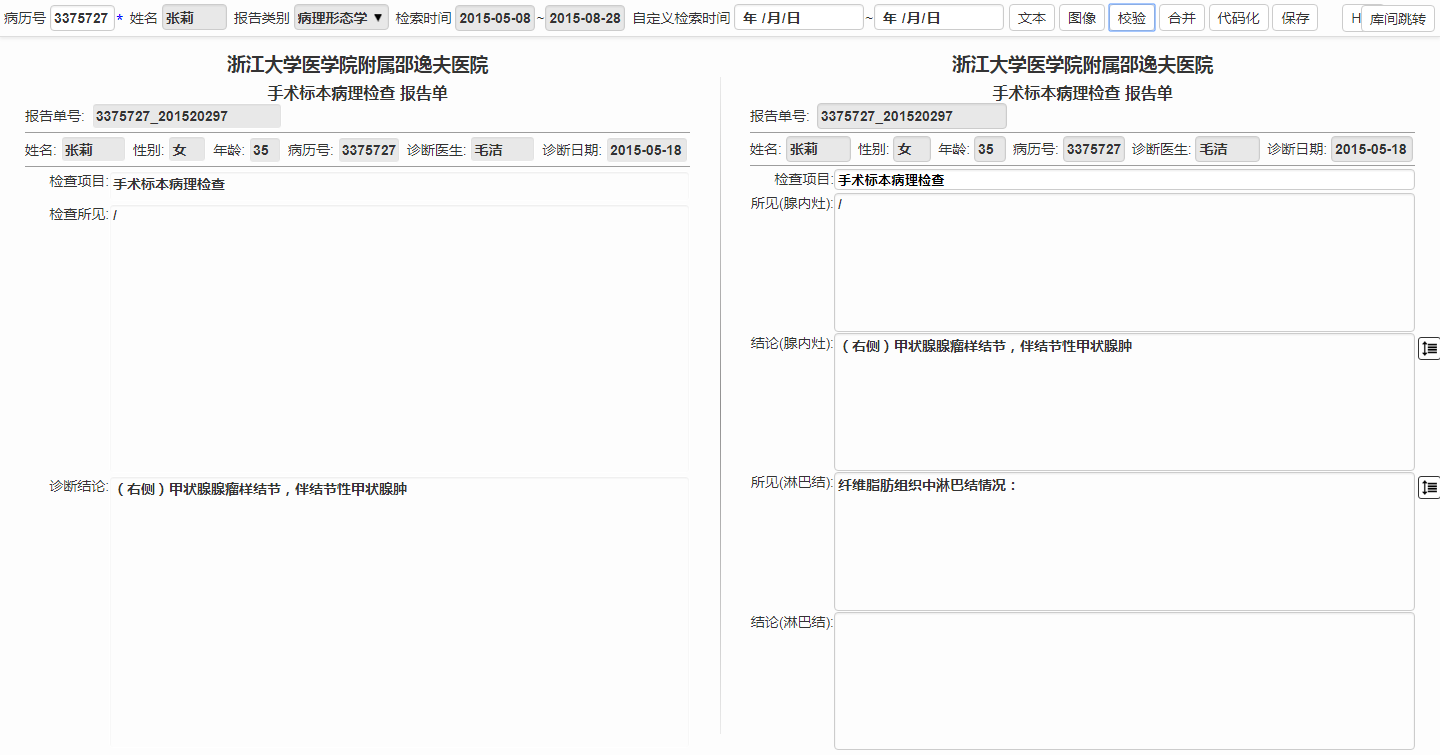 病历号 3375727 * 姓名 张莉 报告类别 病理形态学 ▼ 检索时间 2015-05-08 ~ 2015-08-28 自定义检索时间 年 /月/日 ~ 年 /月/日 文本 图像 校验 合并 代码化 保存 H 库间跳转
浙江大学医学院附属邵逸夫医院
手术标本病理检查 报告单
报告单号: 3375727_201520297
姓名: 张莉 性别: 女 年龄: 35 病历号: 3375727 诊断医生: 毛洁 诊断日期: 2015-05-18
检查项目: 手术标本病理检查
检查所见: /
诊断结论: （右侧）甲状腺腺瘤样结节，伴结节性甲状腺肿
浙江大学医学院附属邵逸夫医院
手术标本病理检查 报告单
报告单号: 3375727_201520297
姓名: 张莉 性别: 女 年龄: 35 病历号: 3375727 诊断医生: 毛洁 诊断日期: 2015-05-18
检查项目: 手术标本病理检查
所见(腺内灶): /
结论(腺内灶): （右侧）甲状腺腺瘤样结节，伴结节性甲状腺肿
所见(淋巴结): 纤维脂肪组织中淋巴结情况：
结论(淋巴结):